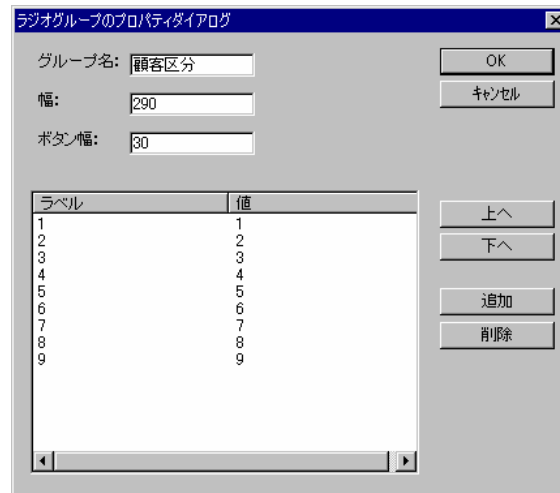 ラジオグループのプロパティダイアログ
グループ名: 顧客区分
OK
幅: 290
キャンセル
ボタン幅: 30
ラベル 値
1 1
2 2
3 3
4 4
5 5
6 6
7 7
8 8
9 9
上へ
下へ
追加
削除